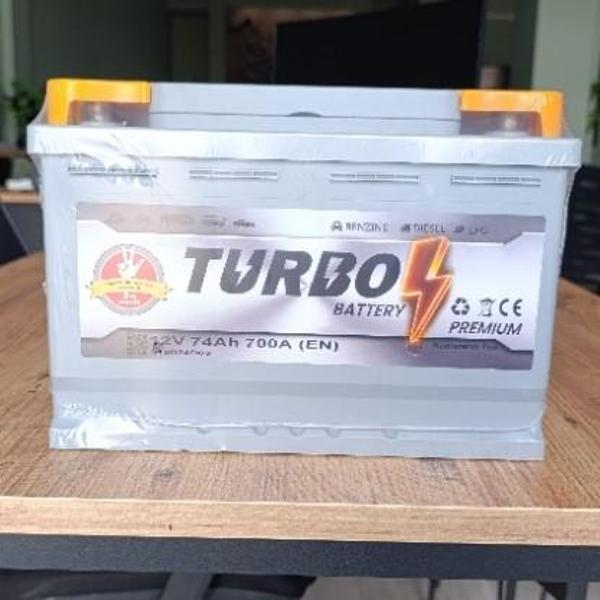 BENZINE DIESEL LPG
TURBO
BATTERY
CE
PREMIUM
12V 74Ah 700A (EN)